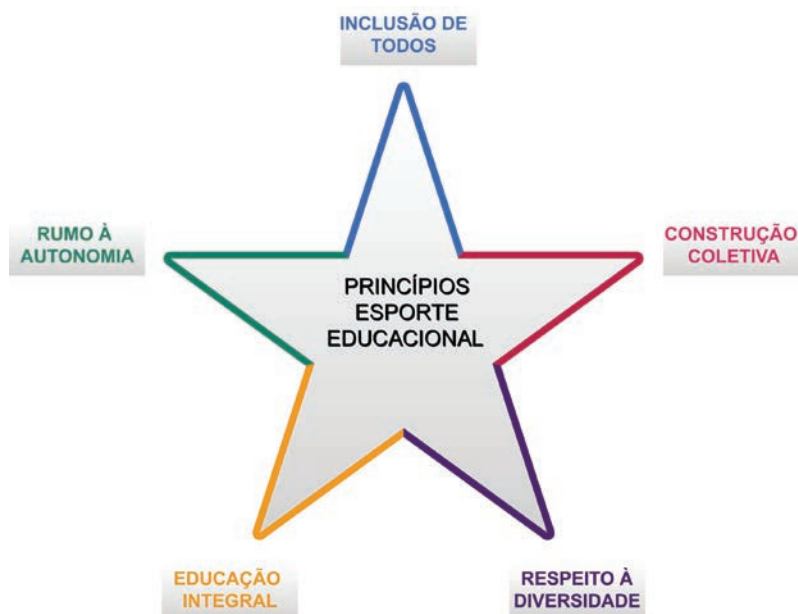 INCLUSÃO DE
TODOS
RUMO À
AUTONOMIA
CONSTRUÇÃO
COLETIVA
PRINCÍPIOS
ESPORTE
EDUCACIONAL
EDUCAÇÃO
INTEGRAL
RESPEITO À
DIVERSIDADE